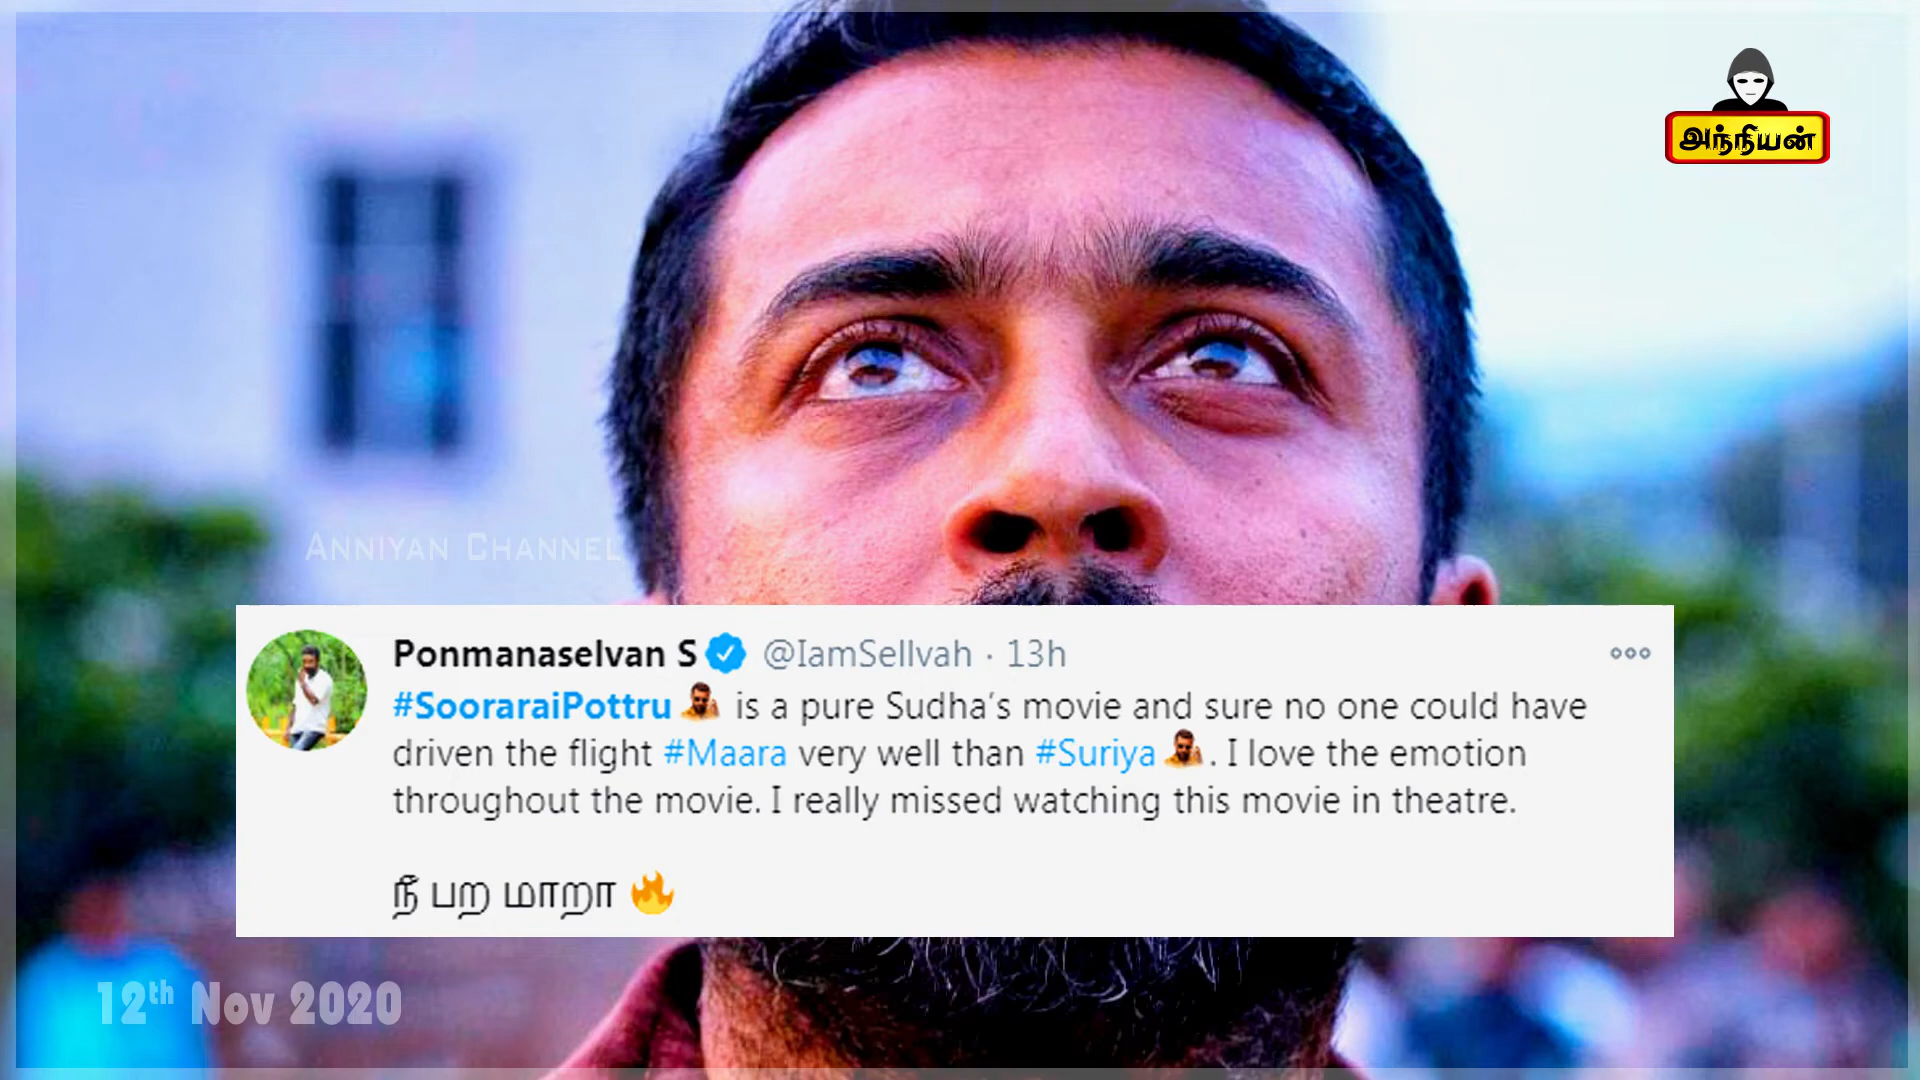 அந்நியன்
ANNIYAN CHANNEL
Ponmanaselvan S @IamSellvah · 13h
#SooraraiPottru is a pure Sudha's movie and sure no one could have
driven the flight #Maara very well than #Suriya. I love the emotion
throughout the movie. I really missed watching this movie in theatre.
நீ பற மாறா 🔥
12th Nov 2020